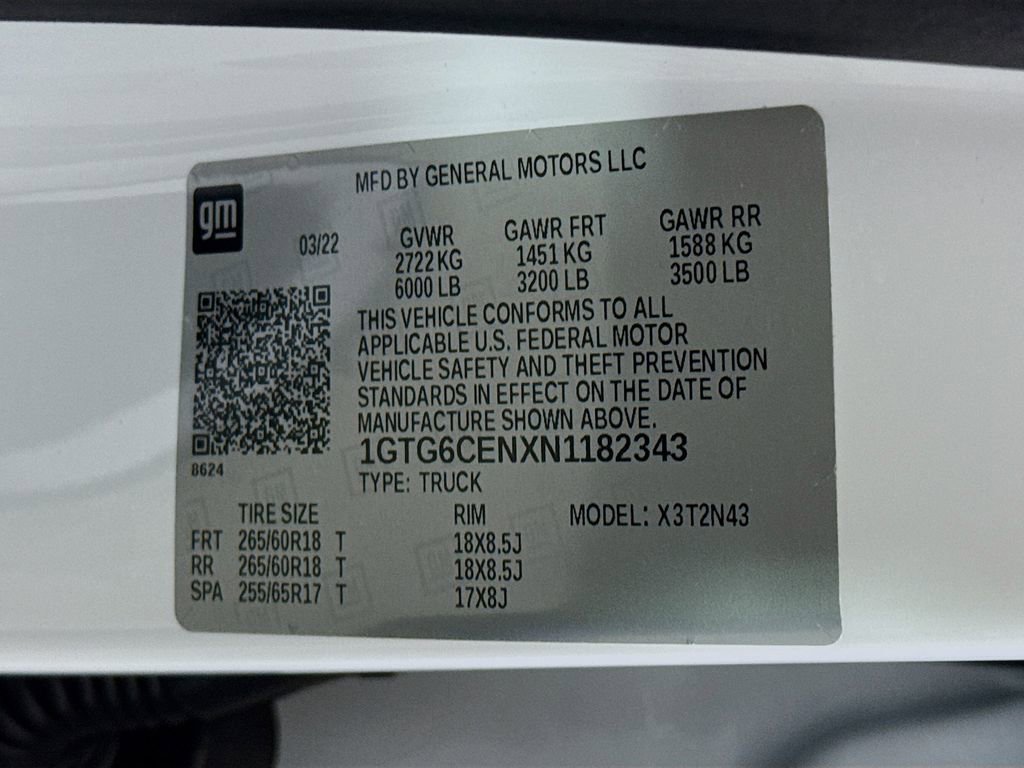 MFD BY GENERAL MOTORS LLC
gm
03/22
GVWR GAWR FRT GAWR RR
2722 KG 1451 KG 1588 KG
6000 LB 3200 LB 3500 LB
THIS VEHICLE CONFORMS TO ALL
APPLICABLE U.S. FEDERAL MOTOR
VEHICLE SAFETY AND THEFT PREVENTION
STANDARDS IN EFFECT ON THE DATE OF
MANUFACTURE SHOWN ABOVE.
1GTG6CENXN1182343
8624
TYPE: TRUCK
TIRE SIZE RIM MODEL: X3T2N43
FRT 265/60R18 T 18X8.5J
RR 265/60R18 T 18X8.5J
SPA 255/65R17 T 17X8J